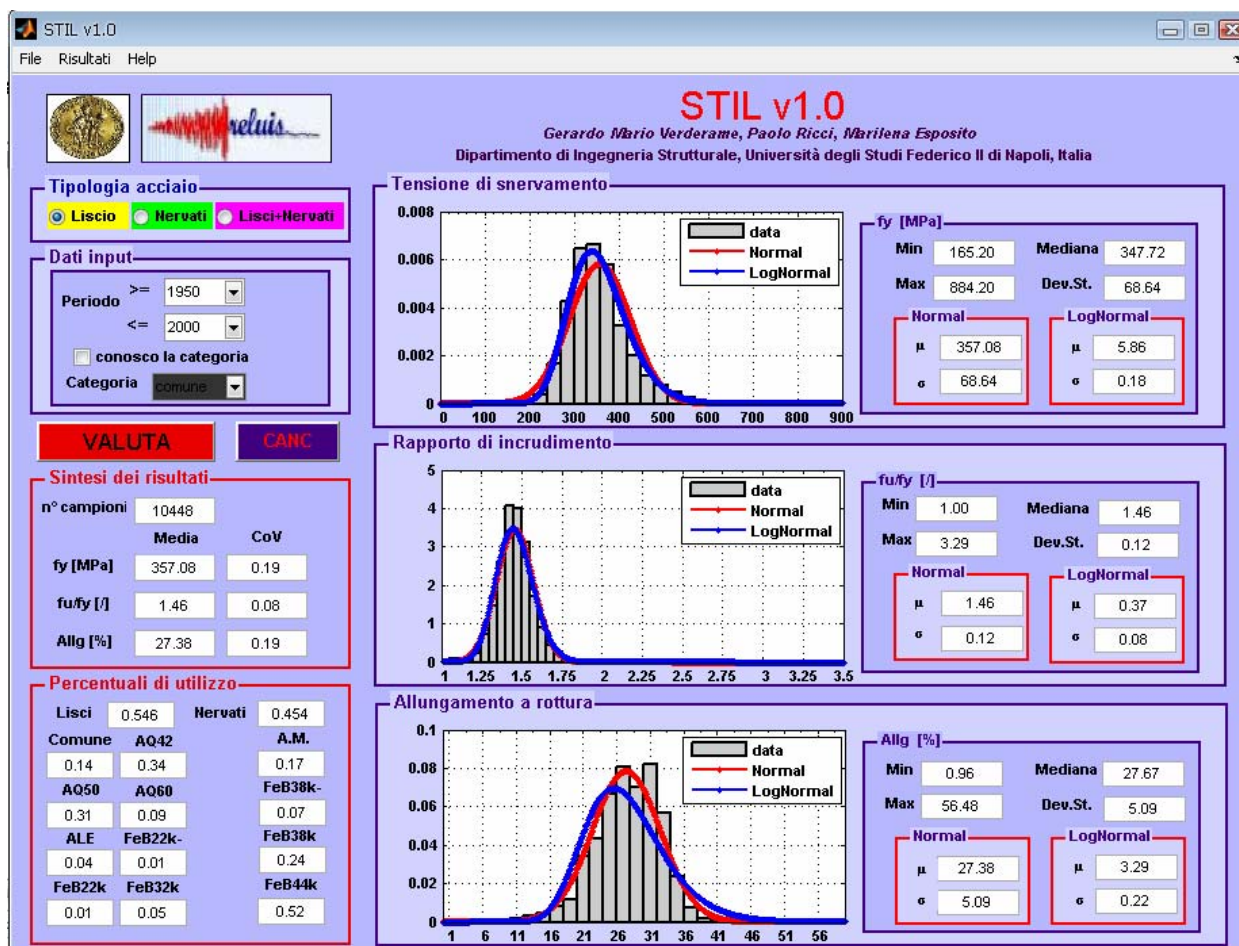 STIL v1.0
File Risultati Help
reluis
STIL v1.0
Gerardo Mario Verderame, Paolo Ricci, Marilena Esposito
Dipartimento di Ingegneria Strutturale, Università degli Studi Federico II di Napoli, Italia
Tipologia acciaio
Liscio Nervati Lisci+Nervati
Dati input
Periodo >= 1950
<= 2000
conosco la categoria
Categoria comune
VALUTA CANC
Sintesi dei risultati
n° campioni 10448
Media CoV
fy [MPa] 357.08 0.19
fu/fy [/] 1.46 0.08
Allg [%] 27.38 0.19
Percentuali di utilizzo
Lisci 0.546 Nervati 0.454
Comune AQ42 A.M.
0.14 0.34 0.17
AQ50 AQ60 FeB38k-
0.31 0.09 0.07
ALE FeB22k- FeB38k
0.04 0.01 0.24
FeB22k FeB32k FeB44k
0.01 0.05 0.52
Tensione di snervamento
0.008
0.006
0.004
0.002
0
0 100 200 300 400 500 600 700 800 900
data
Normal
LogNormal
fy [MPa]
Min 165.20 Mediana 347.72
Max 884.20 Dev.St. 68.64
Normal LogNormal
μ 357.08 μ 5.86
σ 68.64 σ 0.18
Rapporto di incrudimento
5
4
3
2
1
0
1 1.25 1.5 1.75 2 2.25 2.5 2.75 3 3.25 3.5
data
Normal
LogNormal
fu/fy [/]
Min 1.00 Mediana 1.46
Max 3.29 Dev.St. 0.12
Normal LogNormal
μ 1.46 μ 0.37
σ 0.12 σ 0.08
Allungamento a rottura
0.1
0.08
0.06
0.04
0.02
0
1 6 11 16 21 26 31 36 41 46 51 56
data
Normal
LogNormal
Allg [%]
Min 0.96 Mediana 27.67
Max 56.48 Dev.St. 5.09
Normal LogNormal
μ 27.38 μ 3.29
σ 5.09 σ 0.22